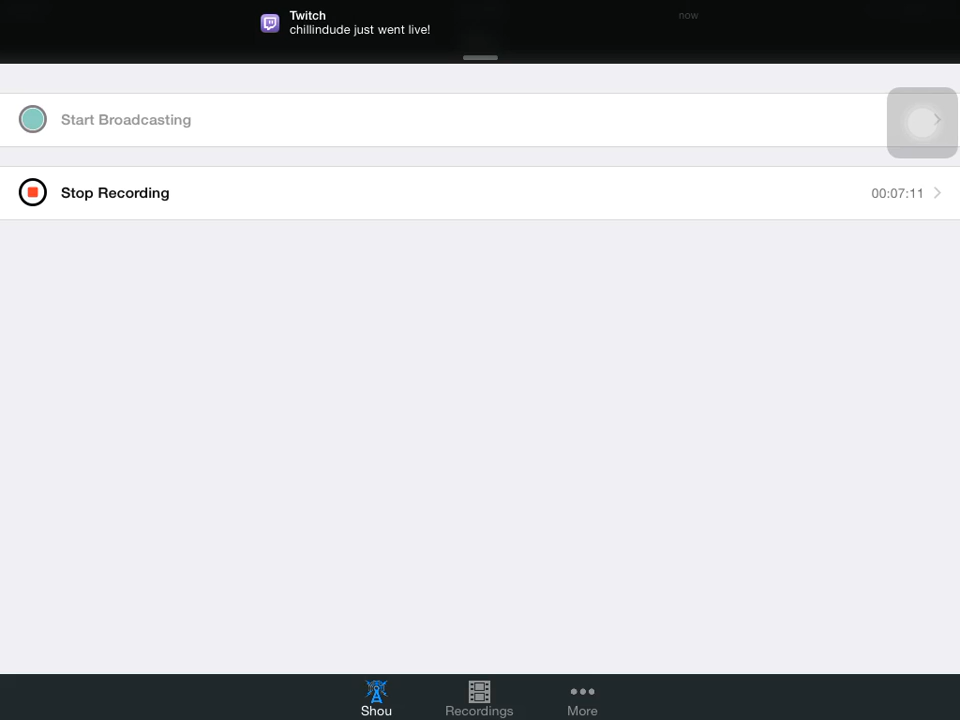 Twitch
now
chillindude just went live!
Start Broadcasting
Stop Recording
00:07:11
Shou
Recordings
More